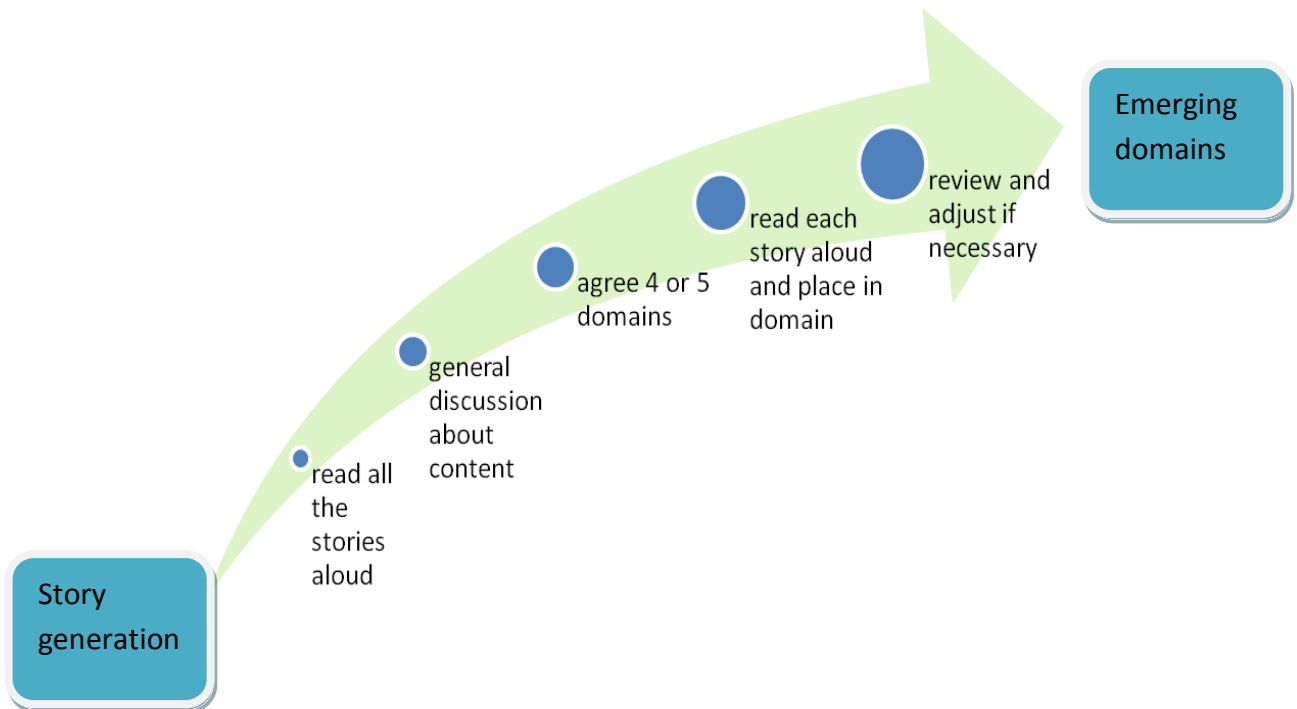 Story
generation
read all
the
stories
aloud
general
discussion
about
content
agree 4 or 5
domains
read each
story aloud
and place in
domain
review and
adjust if
necessary
Emerging
domains